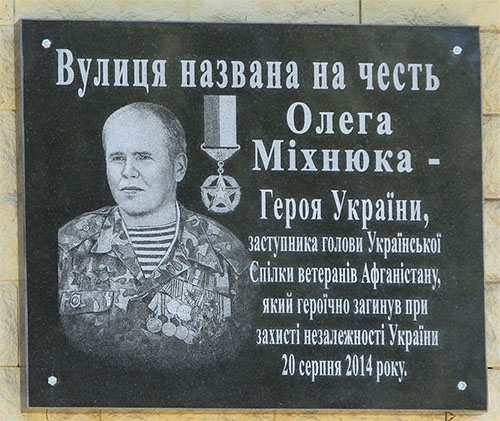 Вулиця названа на честь
Олега
Міхнюка -
Героя України,
заступника голови Української
Спілки ветеранів Афганістану,
який героїчно загинув при
захисті незалежності України
20 серпня 2014 року.